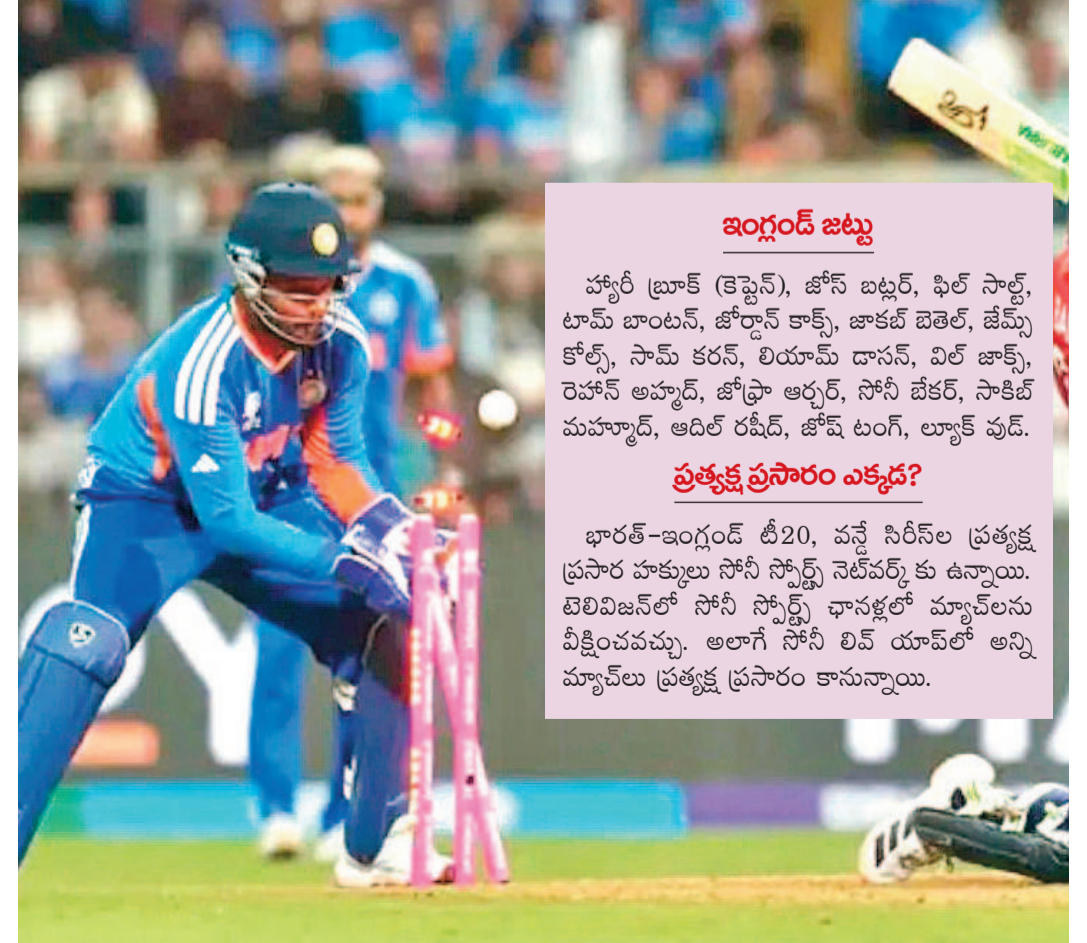 ఇంగ్లండ్ జట్టు
హ్యారీ బ్రూక్ (కెప్టెన్), జోస్ బట్లర్, ఫిల్ సాల్ట్,
టామ్ బాంటన్, జోర్డాన్ కాక్స్, జాకబ్ బెతెల్, జేమ్స్
కోల్స్, సామ్ కరన్, లియామ్ డాసన్, విల్ జాక్స్,
రెహాన్ అహ్మద్, జోఫ్రా ఆర్చర్, సోనీ బేకర్, సాకిబ్
మహ్మూద్, ఆదిల్ రషీద్, జోష్ టంగ్, ల్యూక్ వుడ్.
ప్రత్యక్ష ప్రసారం ఎక్కడ?
భారత్-ఇంగ్లండ్ టీ20, వన్డే సిరీస్‌ల ప్రత్యక్ష
ప్రసార హక్కులు సోనీ స్పోర్ట్స్ నెట్‌వర్క్ కు ఉన్నాయి.
టెలివిజన్‌లో సోనీ స్పోర్ట్స్ ఛానళ్లలో మ్యాచ్‌లను
వీక్షించవచ్చు. అలాగే సోనీ లివ్ యాప్‌లో అన్ని
మ్యాచ్‌లు ప్రత్యక్ష ప్రసారం కానున్నాయి.